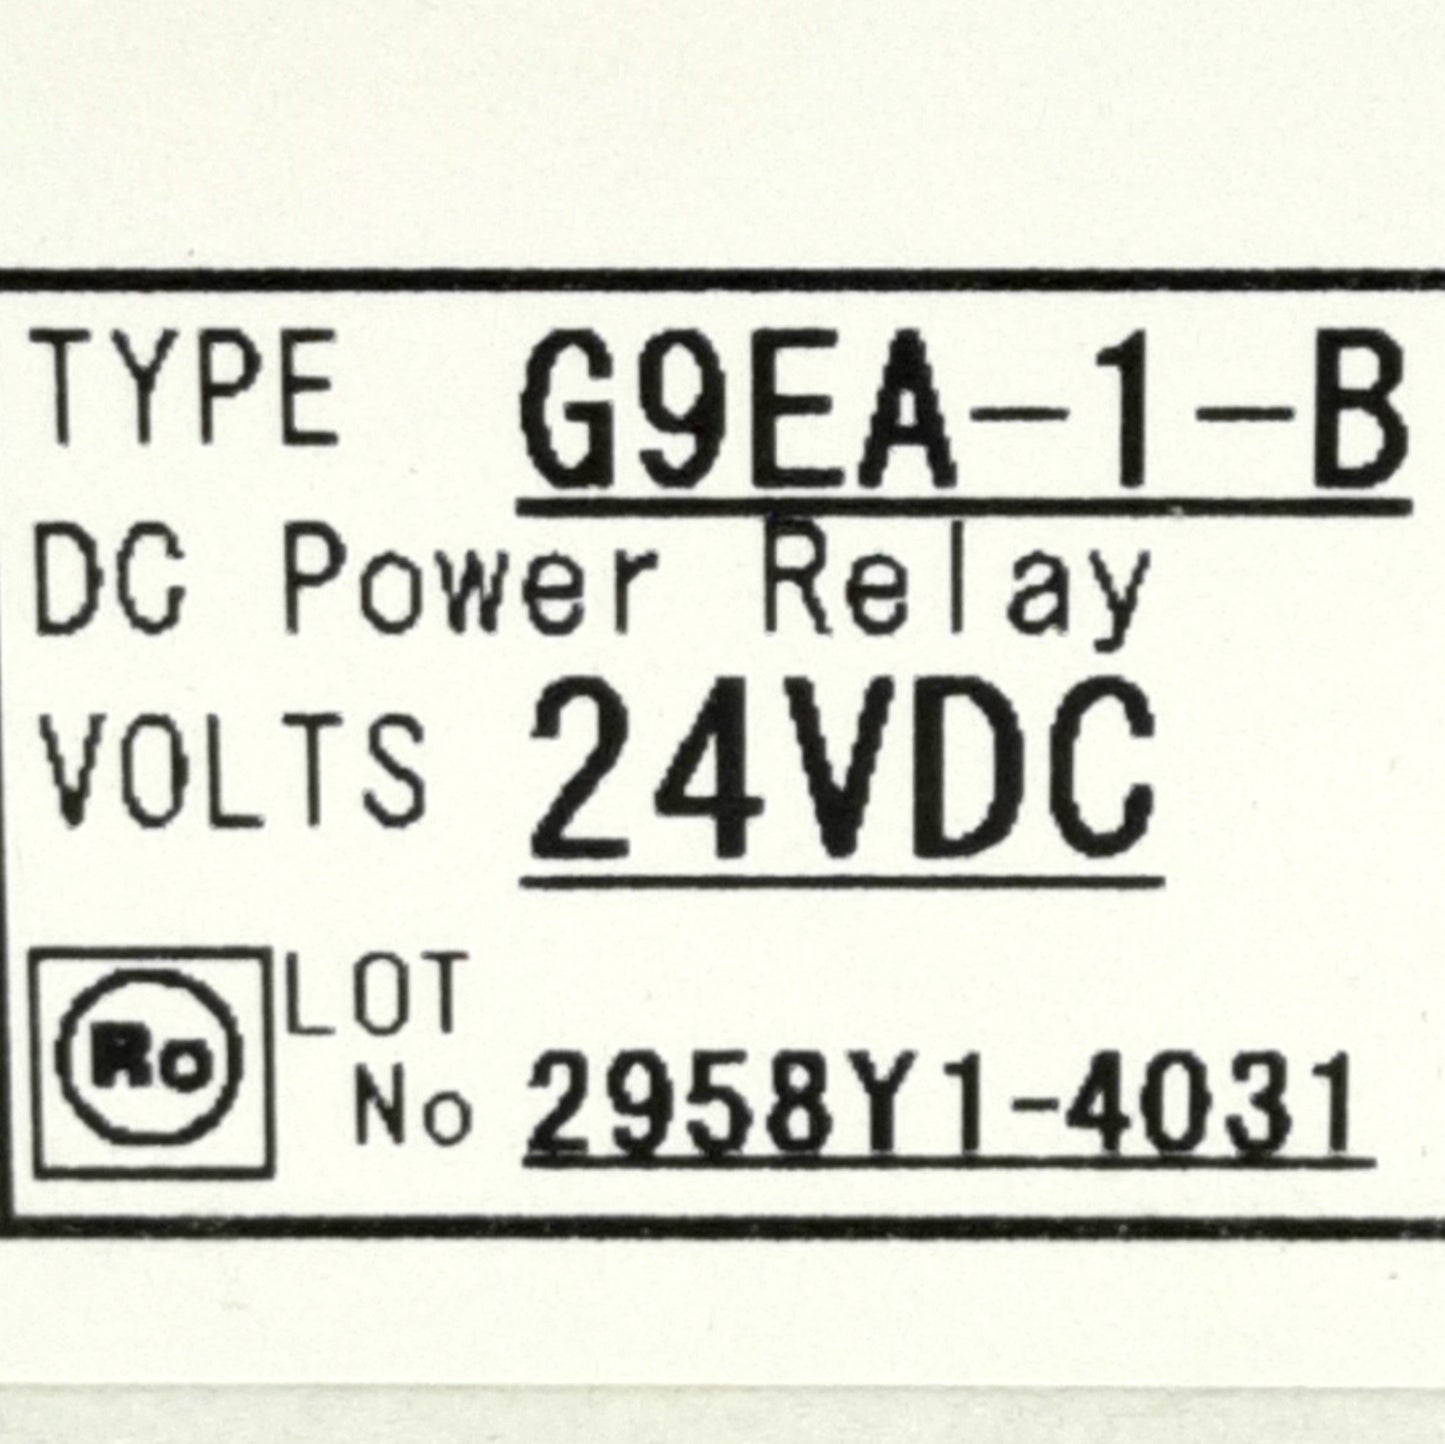 TYPE G9EA-1-B
DC Power Relay
VOLTS 24VDC
Ro
LOT
No 2958Y1-4031